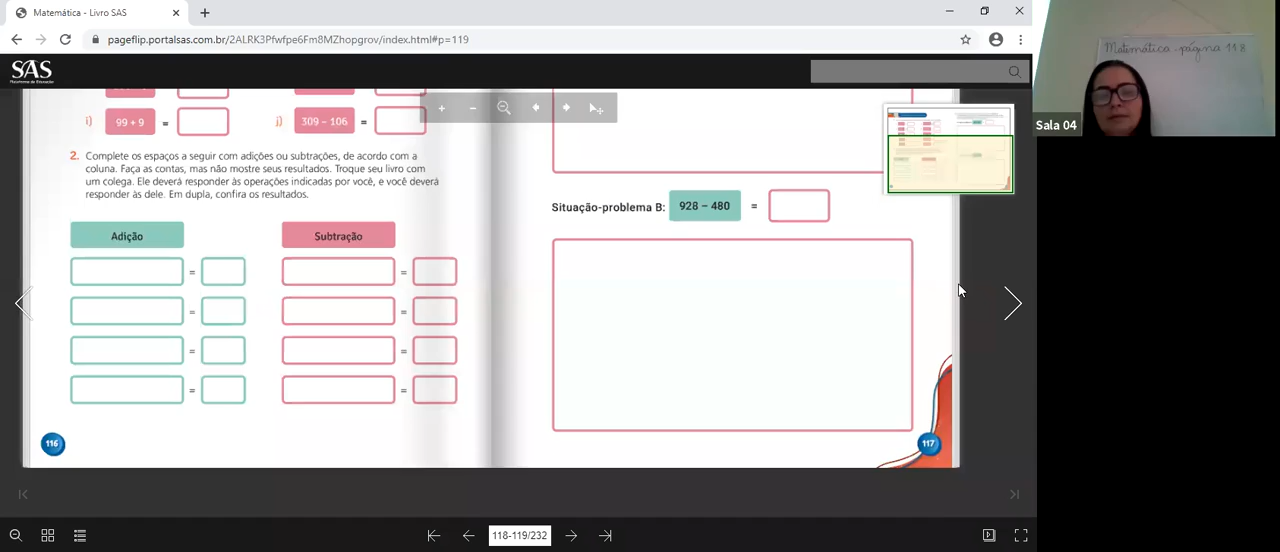 Matemática - Livro SAS
pageflip.portalsas.com.br/2ALRK3Pfwfpe6Fm8MZhopgrov/index.html#p=119
SAS
Plataforma de Educação
i) 99 + 9 =
j) 309 – 106 =
2. Complete os espaços a seguir com adições ou subtrações, de acordo com a
coluna. Faça as contas, mas não mostre seus resultados. Troque seu livro com
um colega. Ele deverá responder às operações indicadas por você, e você deverá
responder às dele. Em dupla, confira os resultados.
Adição
Subtração
= =
= =
= =
= =
116
Situação-problema B: 928 – 480 =
117
118-119/232
Matemática - página 118
Sala 04